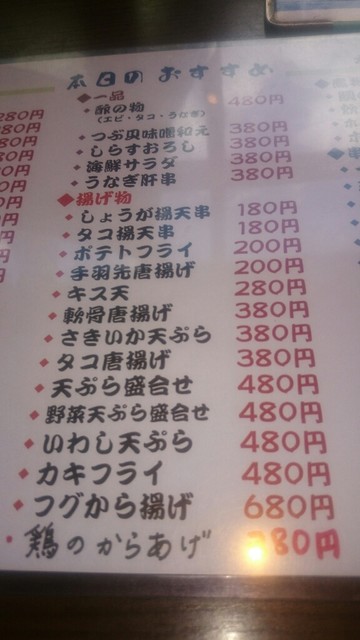 本日のおすすめ
◆一品
◆酢の物 480円
(エビ・タコ・うなぎ)
◆つぶ貝味噌和え 380円
◆しらすおろし 380円
◆海鮮サラダ 380円
◆うなぎ肝串 380円
◆揚げ物
◆しょうが揚天串 180円
◆タコ揚天串 180円
◆ポテトフライ 200円
◆手羽先唐揚げ 200円
◆キス天 280円
◆軟骨唐揚げ 380円
◆さきいか天ぷら 380円
◆タコ唐揚げ 380円
◆天ぷら盛合せ 480円
◆野菜天ぷら盛合せ 480円
◆いわし天ぷら 480円
◆カキフライ 480円
◆フグから揚げ 680円
◆鶏のからあげ 80円